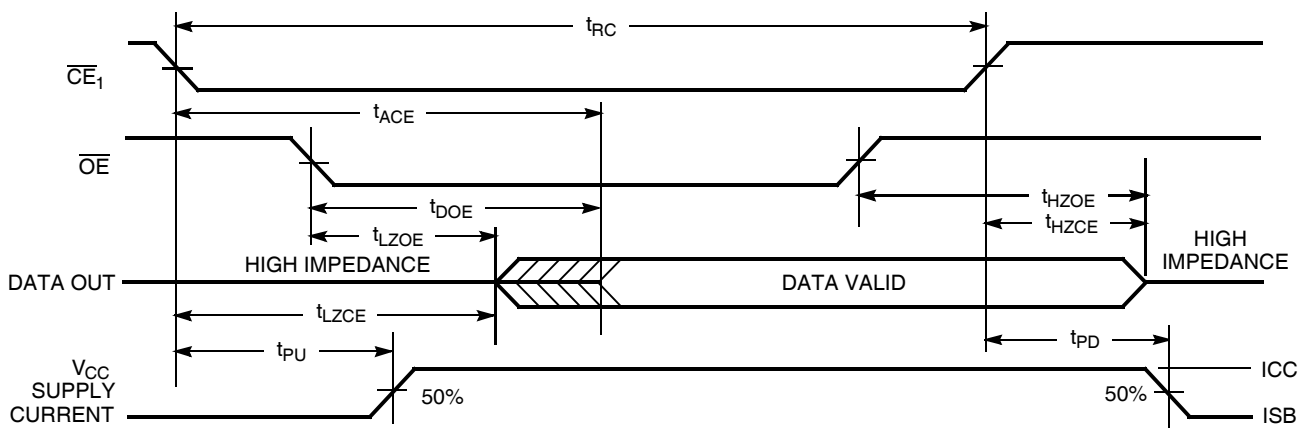 tRC
CE1
tACE
OE
tDOE
tHZOE
tLZOE
tHZCE
HIGH IMPEDANCE
HIGH
IMPEDANCE
DATA OUT
DATA VALID
tLZCE
tPU
tPD
VCC
SUPPLY
CURRENT
50%
50%
ICC
ISB